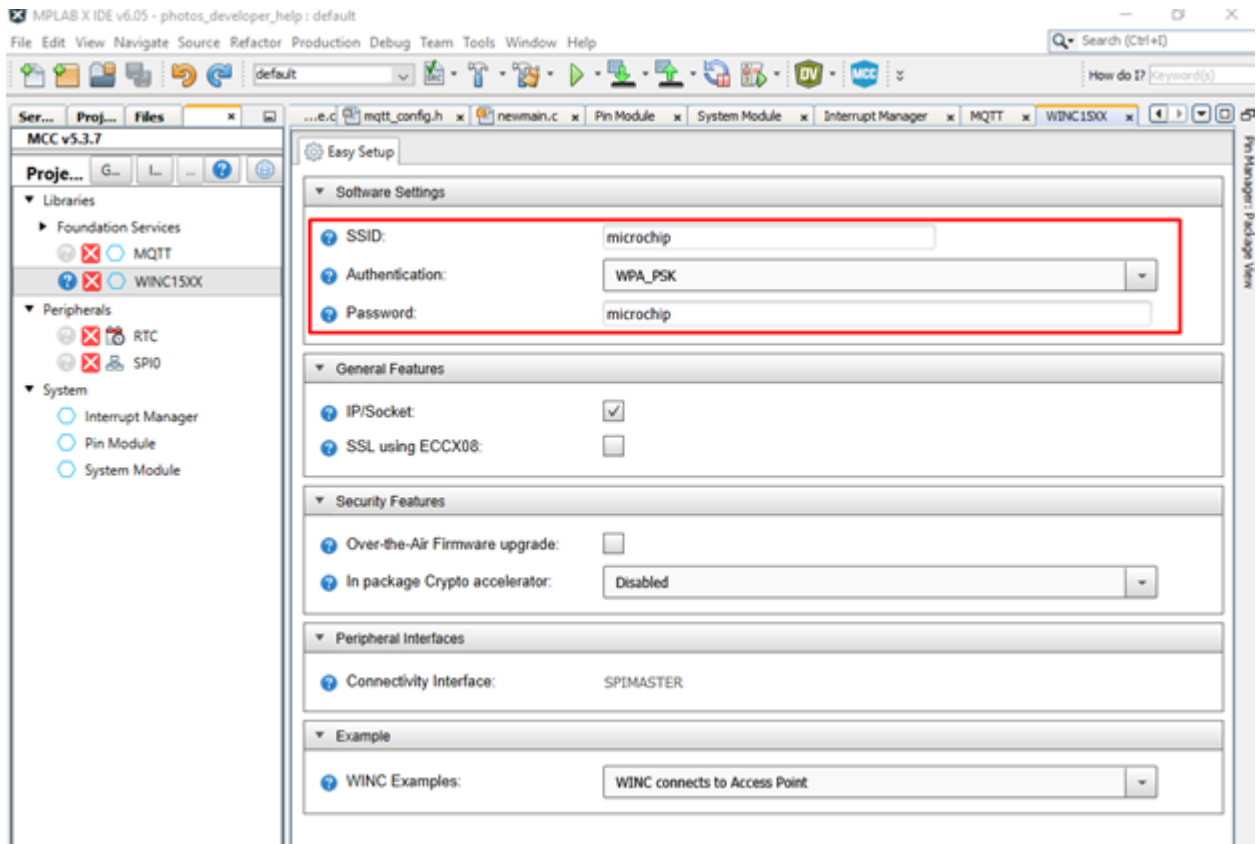 MPLAB X IDE v6.05 - photos_developer_help : default
File Edit View Navigate Source Refactor Production Debug Team Tools Window Help
Search (Ctrl+I)
default
DV
MCC
How do I?
Keyword(s)
Ser...
Proj...
Files
...e.c
mqtt_config.h
newmain.c
Pin Module
System Module
Interrupt Manager
MQTT
WINC15XX
MCC v5.3.7
Proje...
G...
I...
...
Libraries
Foundation Services
MQTT
WINC15XX
Peripherals
RTC
SPI0
System
Interrupt Manager
Pin Module
System Module
Easy Setup
Software Settings
SSID: microchip
Authentication: WPA_PSK
Password: microchip
General Features
IP/Socket:
SSL using ECCX08:
Security Features
Over-the-Air Firmware upgrade:
In package Crypto accelerator: Disabled
Peripheral Interfaces
Connectivity Interface: SPIMASTER
Example
WINC Examples: WINC connects to Access Point
Pin Manager: Package View